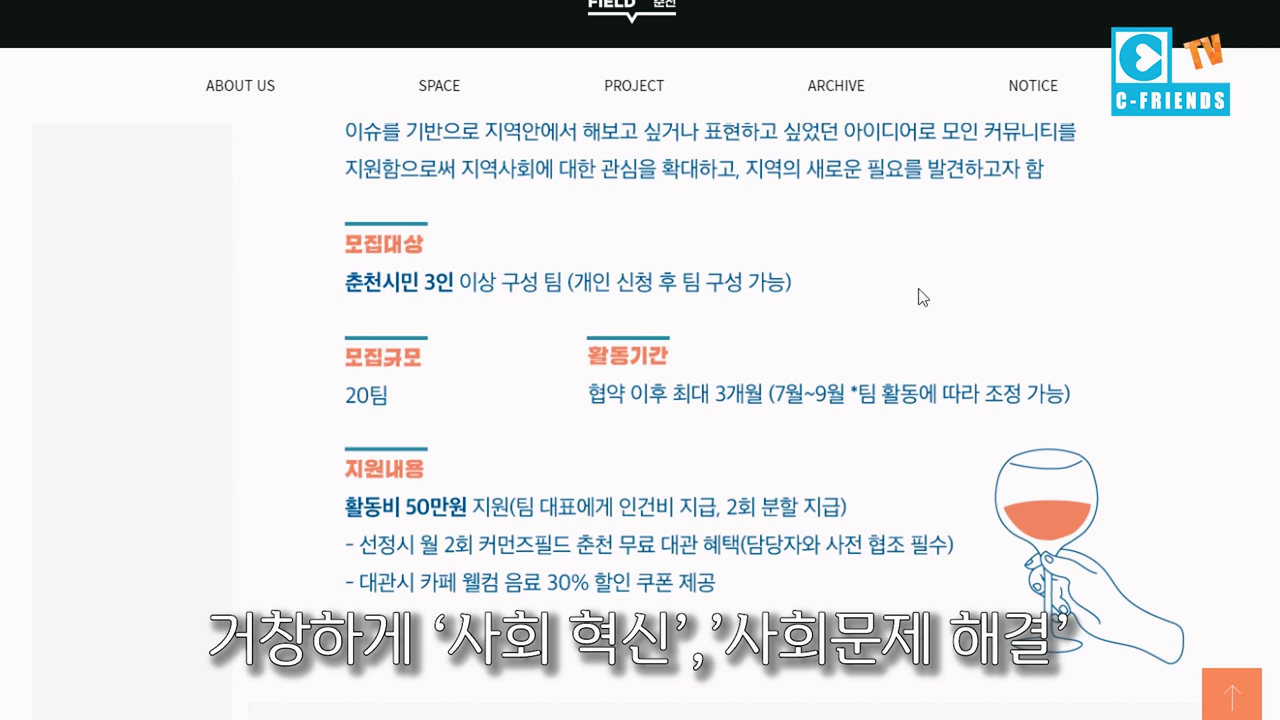 FIELD 춘천
TV
C-FRIENDS
ABOUT US SPACE PROJECT ARCHIVE NOTICE
이슈를 기반으로 지역안에서 해보고 싶거나 표현하고 싶었던 아이디어로 모인 커뮤니티를
지원함으로써 지역사회에 대한 관심을 확대하고, 지역의 새로운 필요를 발견하고자 함
모집대상
춘천시민 3인 이상 구성 팀 (개인 신청 후 팀 구성 가능)
모집규모
20팀
활동기간
협약 이후 최대 3개월 (7월~9월 *팀 활동에 따라 조정 가능)
지원내용
활동비 50만원 지원(팀 대표에게 인건비 지급, 2회 분할 지급)
- 선정시 월 2회 커먼즈필드 춘천 무료 대관 혜택(담당자와 사전 협조 필수)
- 대관시 카페 웰컴 음료 30% 할인 쿠폰 제공
거창하게 ‘사회 혁신’,’사회문제 해결’